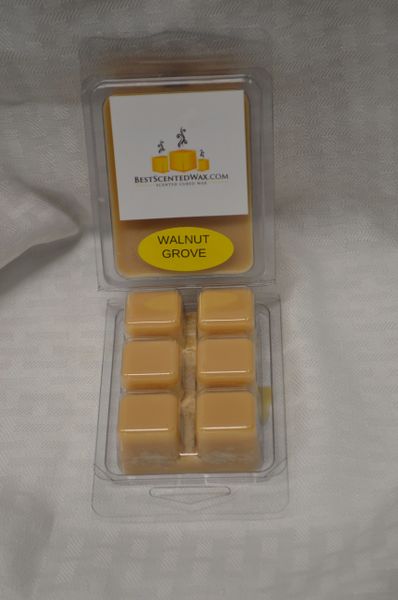 BESTSCENTEDWAX.COM
SCENTED CUBED WAX
WALNUT
GROVE